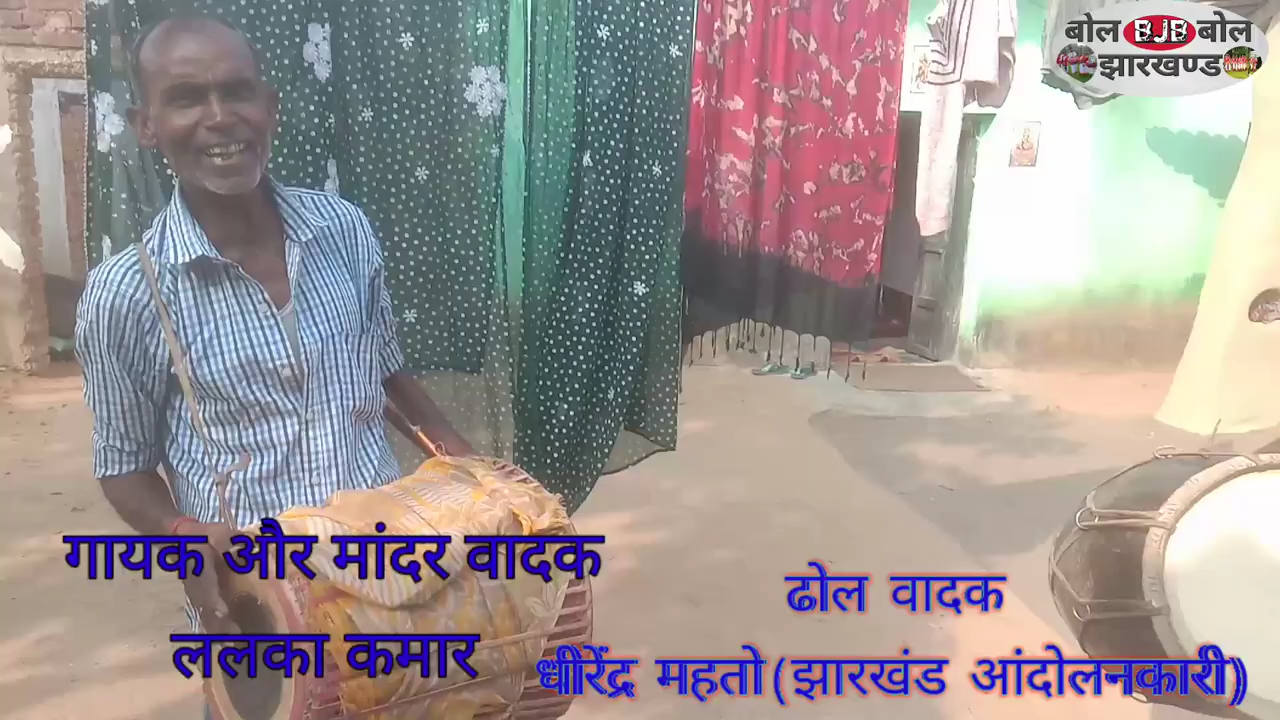 बोल BJB बोल
झारखण्ड
गायक और मांदर वादक
ललका कमार
ढोल वादक
धीरेंद्र महतो (झारखंड आंदोलनकारी)